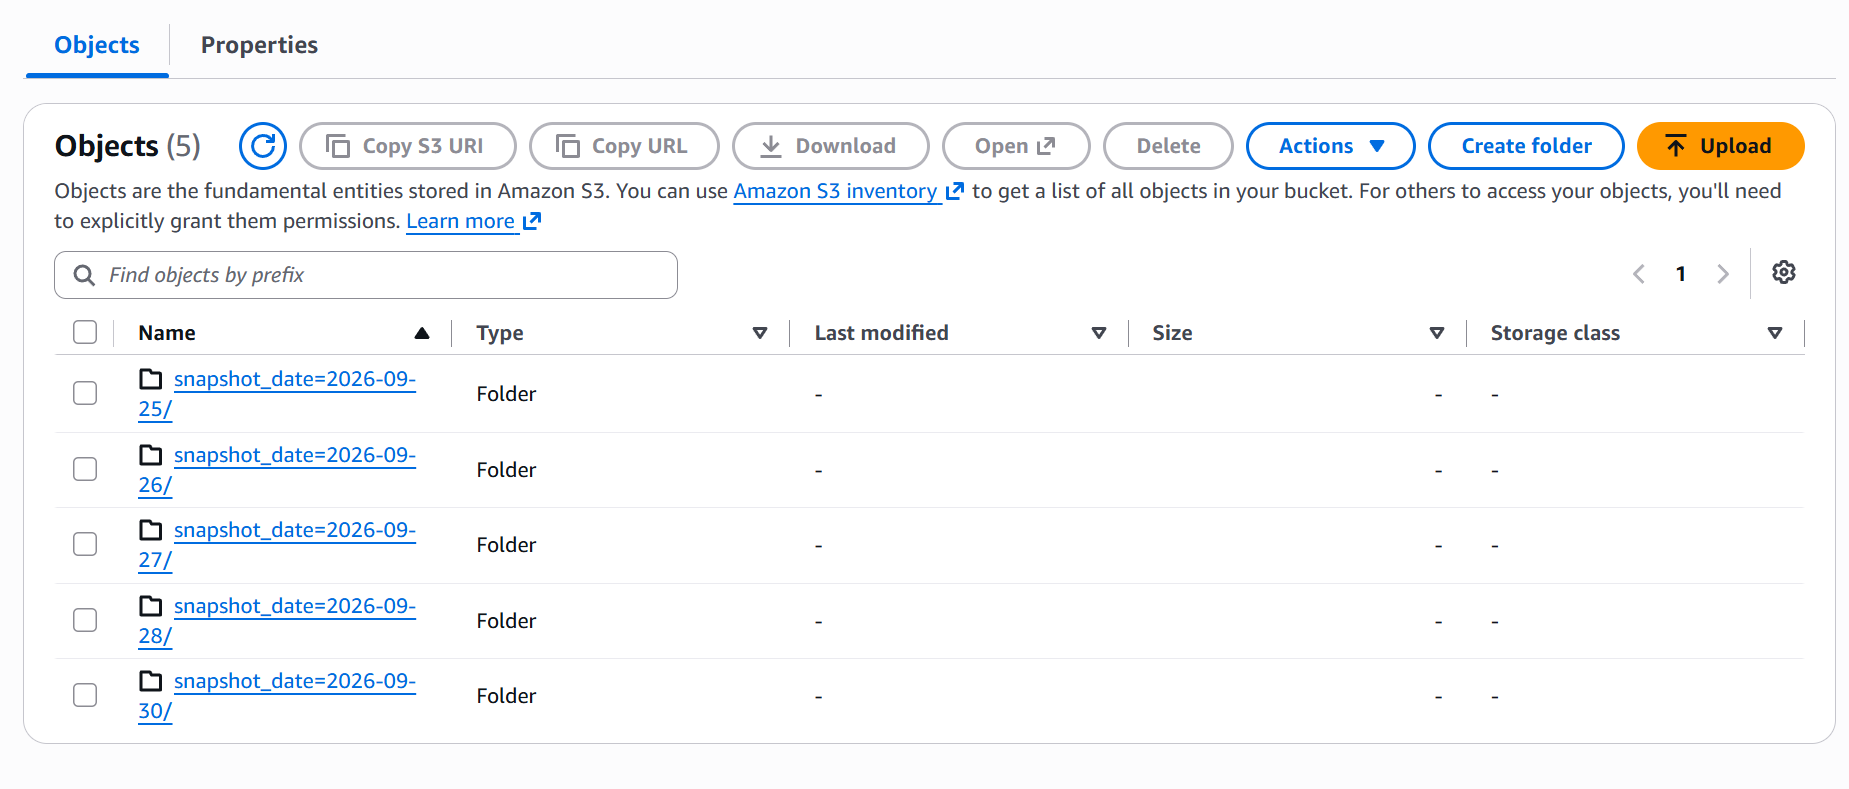 Objects
Properties
Objects (5)
Copy S3 URI
Copy URL
Download
Open
Delete
Actions
Create folder
Upload
Objects are the fundamental entities stored in Amazon S3. You can use Amazon S3 inventory to get a list of all objects in your bucket. For others to access your objects, you'll need
to explicitly grant them permissions. Learn more
Find objects by prefix
1
Name
Type
Last modified
Size
Storage class
snapshot_date=2026-09-
25/
Folder
-
-
-
snapshot_date=2026-09-
26/
Folder
-
-
-
snapshot_date=2026-09-
27/
Folder
-
-
-
snapshot_date=2026-09-
28/
Folder
-
-
-
snapshot_date=2026-09-
30/
Folder
-
-
-